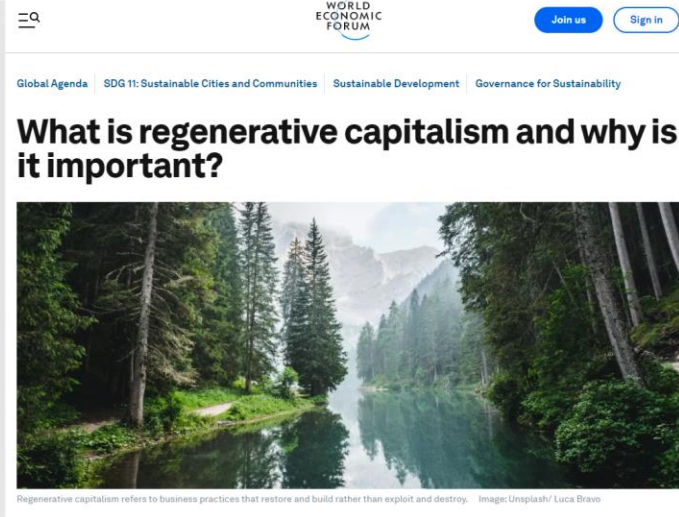 WORLD
ECONOMIC
FORUM
Join us
Sign in
Global Agenda
SDG 11: Sustainable Cities and Communities
Sustainable Development
Governance for Sustainability
What is regenerative capitalism and why is
it important?
Regenerative capitalism refers to business practices that restore and build rather than exploit and destroy. Image: Unsplash/ Luca Bravo